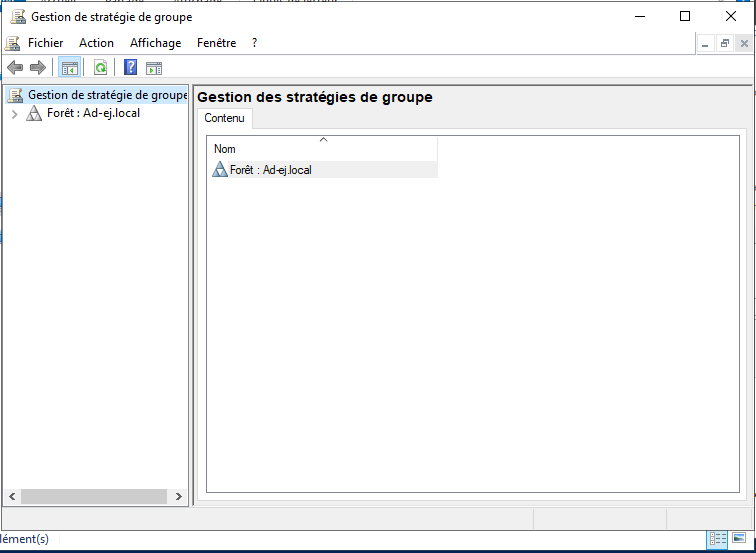 Gestion de stratégie de groupe
Fichier Action Affichage Fenêtre ?
Gestion de stratégie de groupe
Forêt : Ad-ej.local
Gestion des stratégies de groupe
Contenu
Nom
Forêt : Ad-ej.local
lément(s)